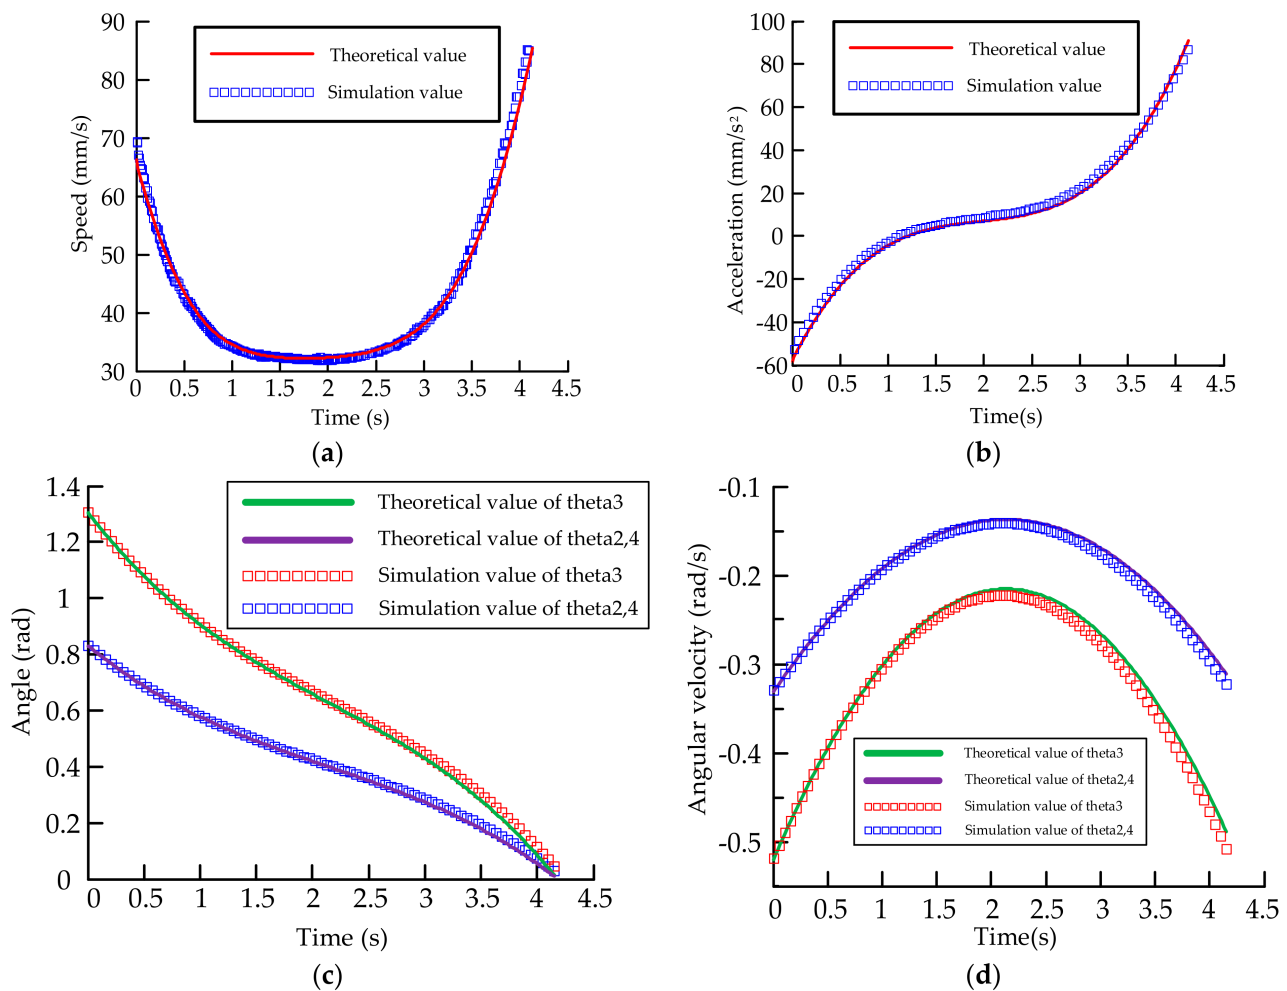 90
80
70
60
50
40
30
0
0.5
1
1.5
2
2.5
3
3.5
4
4.5
Speed (mm/s)
Time (s)
Theoretical value
Simulation value
(a)
100
80
60
40
20
0
-20
-40
-60
0
0.5
1
1.5
2
2.5
3
3.5
4
4.5
Acceleration (mm/s²)
Time(s)
Theoretical value
Simulation value
(b)
1.4
1.2
1
0.8
0.6
0.4
0.2
0
0
0.5
1
1.5
2
2.5
3
3.5
4
4.5
Angle (rad)
Time (s)
Theoretical value of theta3
Theoretical value of theta2,4
Simulation value of theta3
Simulation value of theta2,4
(c)
-0.1
-0.2
-0.3
-0.4
-0.5
0
0.5
1
1.5
2
2.5
3
3.5
4
4.5
Angular velocity (rad/s)
Time(s)
Theoretical value of theta3
Theoretical value of theta2,4
Simulation value of theta3
Simulation value of theta2,4
(d)